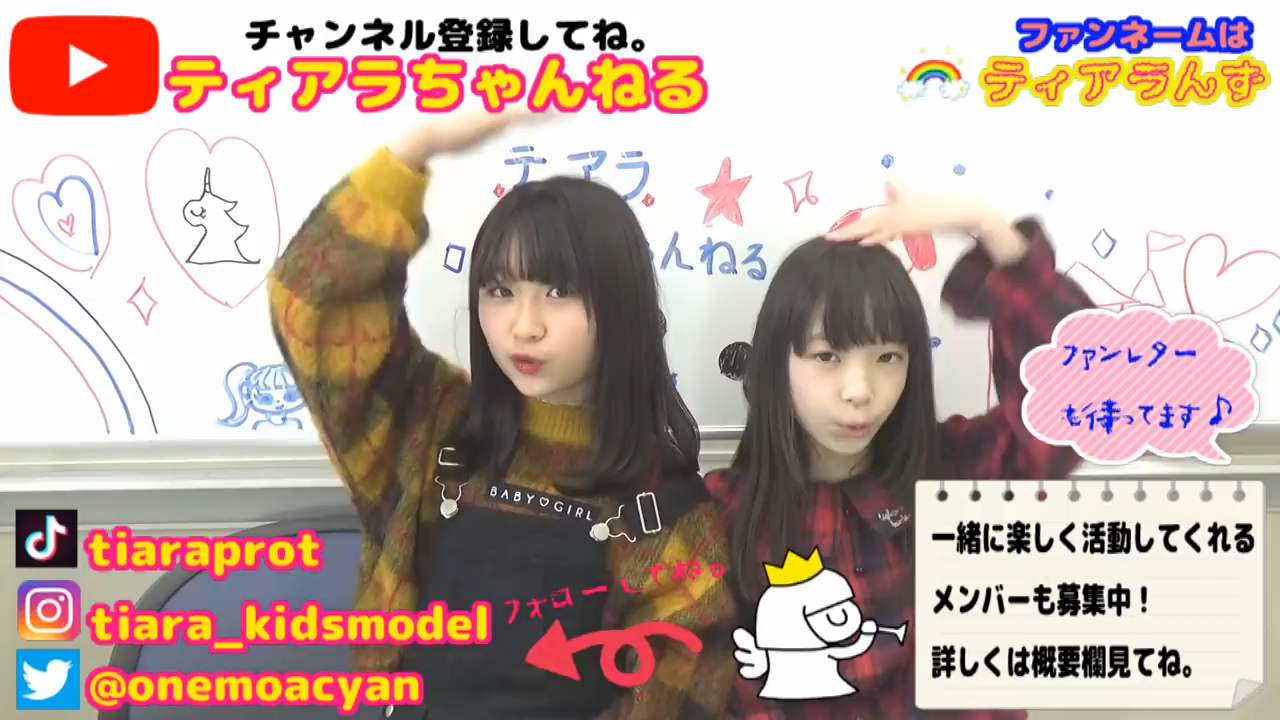 チャンネル登録してね。
ティアラちゃんねる
ファンネームは
ティアラんず
ティアラ
んねる
ファンレター
も待ってます♪
BABY♡GIRL
tiaraprot
tiara_kidsmodel
@onemoacyan
フォローしてね。
一緒に楽しく活動してくれる
メンバーも募集中！
詳しくは概要欄見てね。